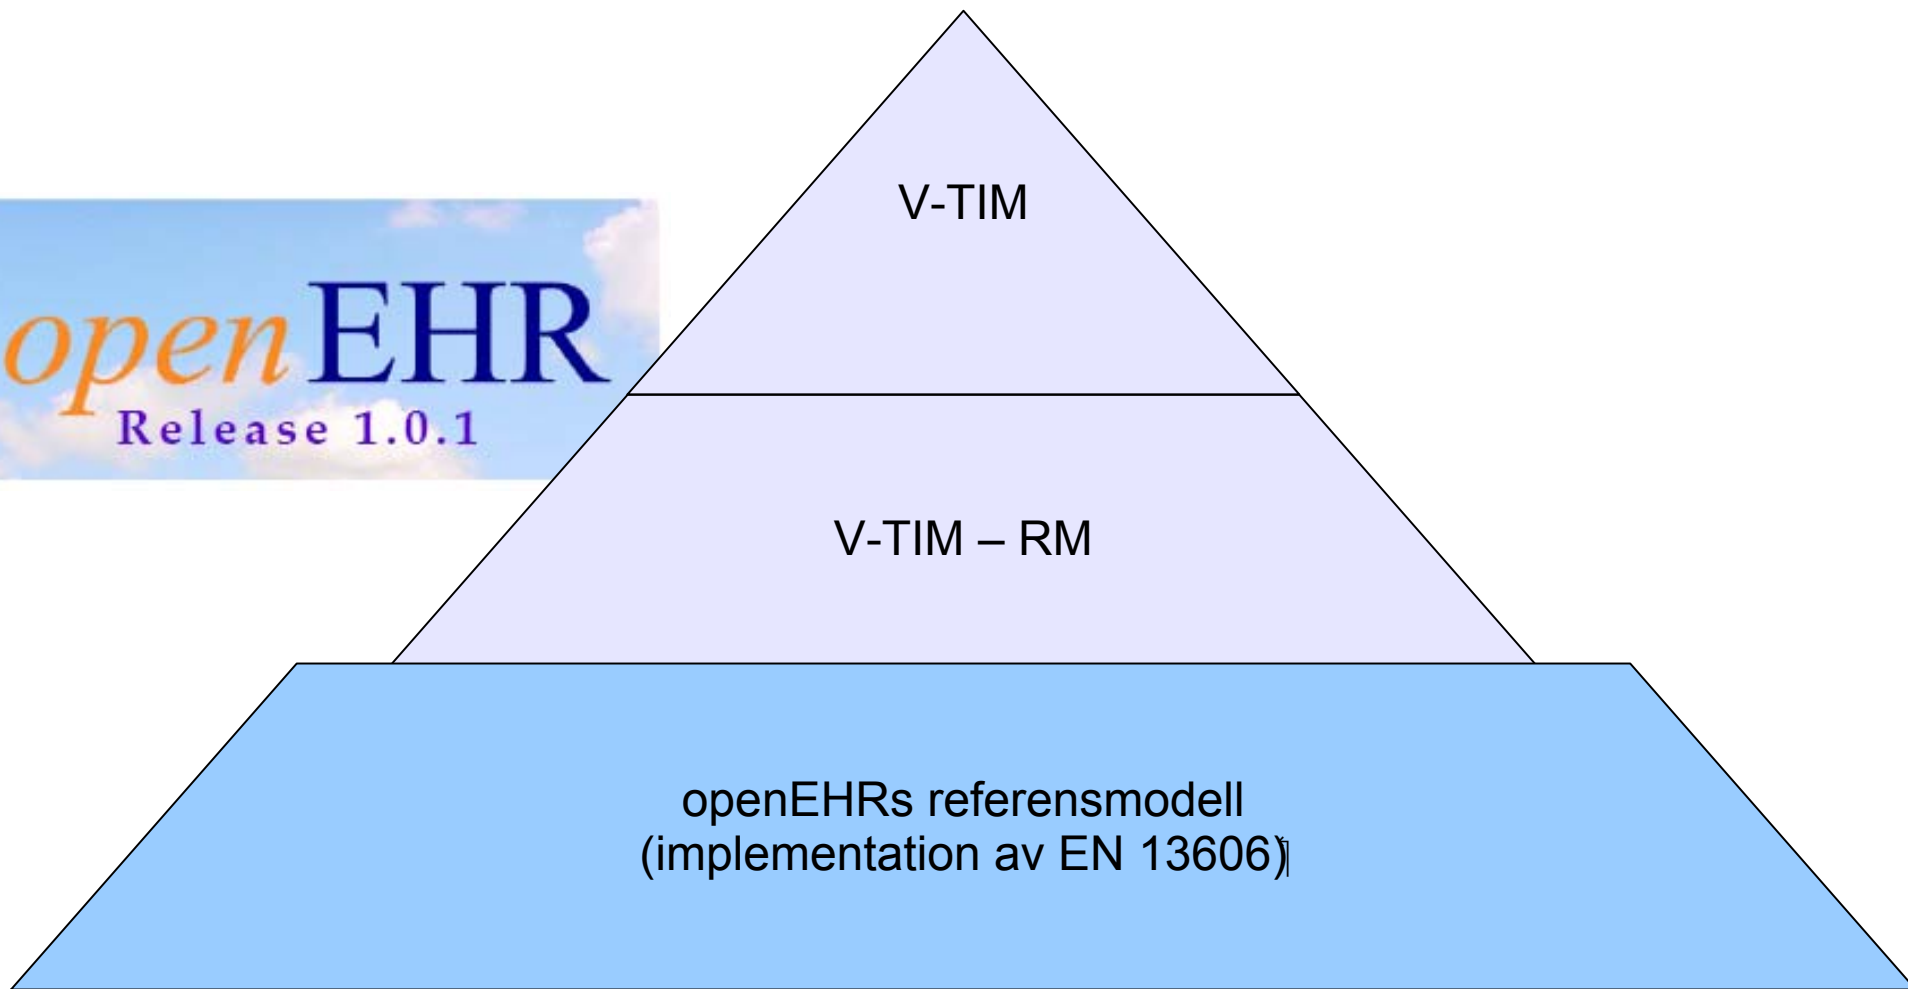 V-TIM
openEHR
Release 1.0.1
V-TIM – RM
openEHRs referensmodell
(implementation av EN 13606)